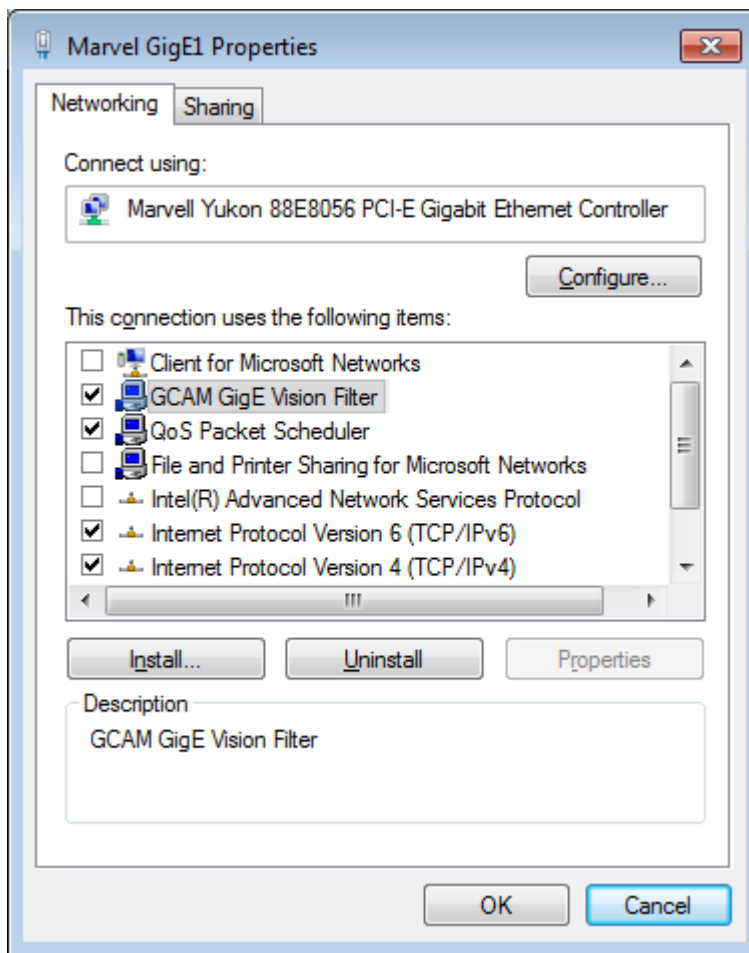 Marvel GigE1 Properties
Networking
Sharing
Connect using:
Marvell Yukon 88E8056 PCI-E Gigabit Ethernet Controller
Configure...
This connection uses the following items:
Client for Microsoft Networks
GCAM GigE Vision Filter
QoS Packet Scheduler
File and Printer Sharing for Microsoft Networks
Intel(R) Advanced Network Services Protocol
Internet Protocol Version 6 (TCP/IPv6)
Internet Protocol Version 4 (TCP/IPv4)
Install...
Uninstall
Properties
Description
GCAM GigE Vision Filter
OK
Cancel